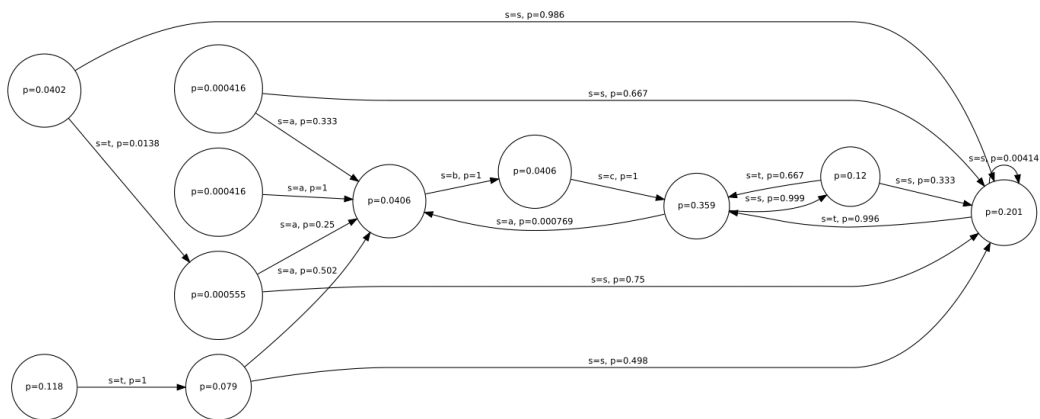 s=s, p=0.986
p=0.0402
p=0.000416
s=s, p=0.667
s=t, p=0.0138
s=a, p=0.333
p=0.000416
s=a, p=1
p=0.0406
s=b, p=1
p=0.0406
s=c, p=1
p=0.359
s=t, p=0.667
s=s, p=0.999
p=0.12
s=s, p=0.333
s=s, p=0.00414
p=0.201
s=t, p=0.996
s=a, p=0.000769
s=a, p=0.25
s=a, p=0.502
p=0.000555
s=s, p=0.75
p=0.118
s=t, p=1
p=0.079
s=s, p=0.498